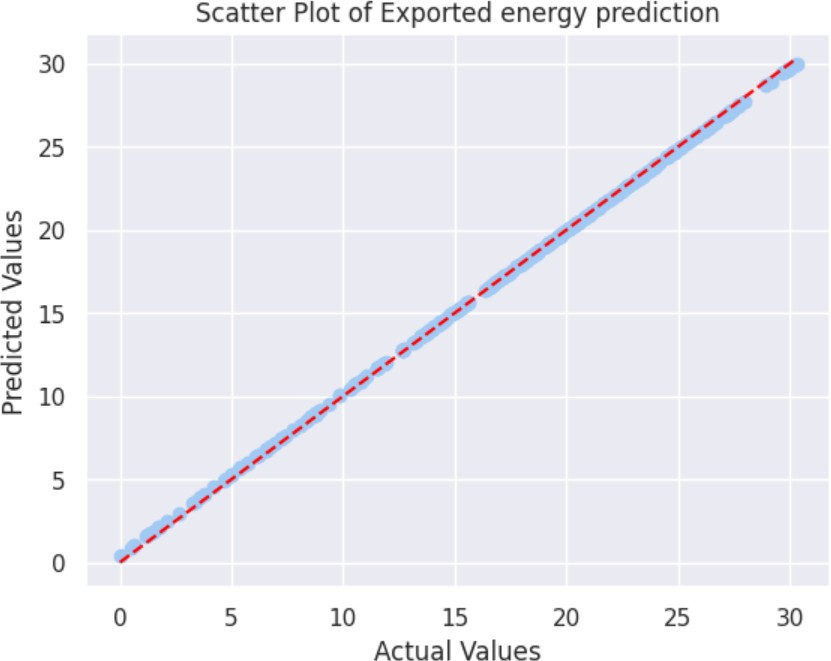 Scatter Plot of Exported energy prediction
30
25
20
15
10
5
0
Predicted Values
0 5 10 15 20 25 30
Actual Values